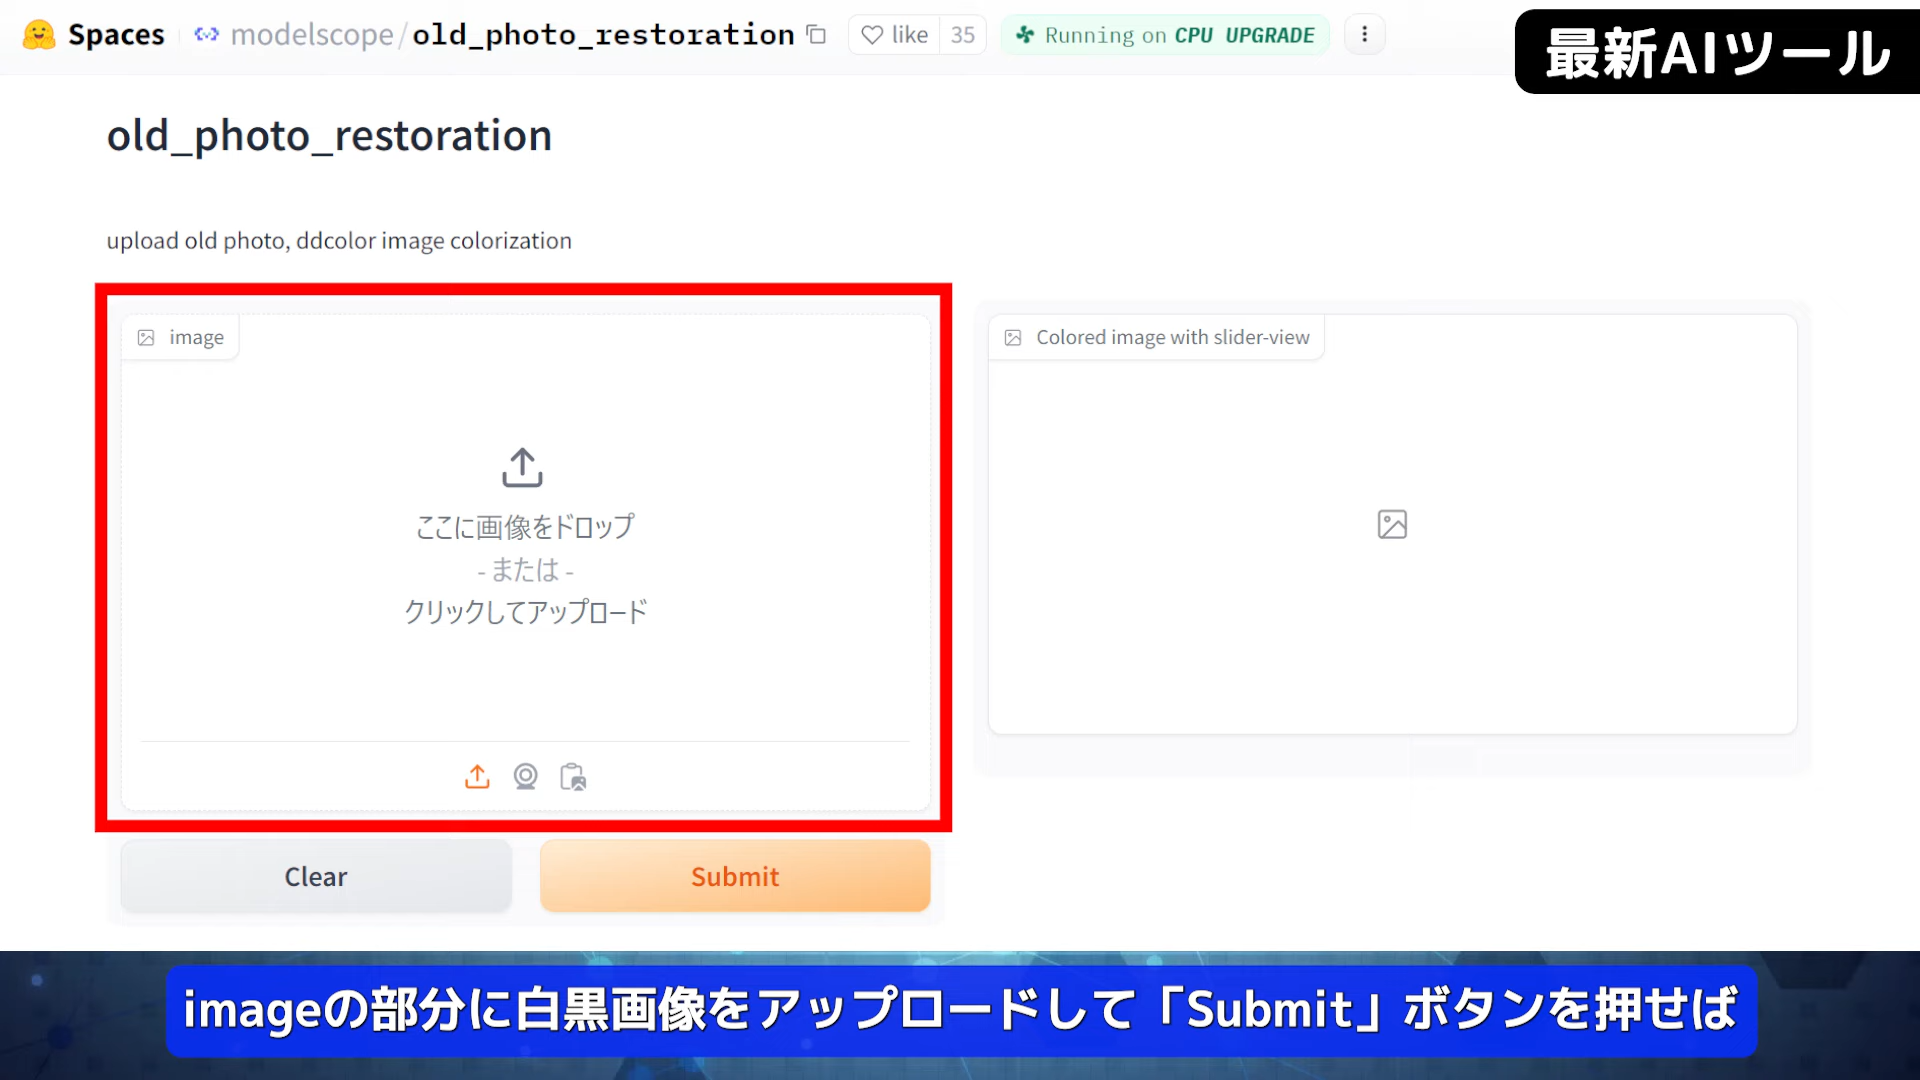 Spaces modelscope/old_photo_restoration like 35 Running on CPU UPGRADE
最新AIツール
old_photo_restoration
upload old photo, ddcolor image colorization
image
Colored image with slider-view
ここに画像をドロップ
- または -
クリックしてアップロード
Clear
Submit
imageの部分に白黒画像をアップロードして「Submit」ボタンを押せば